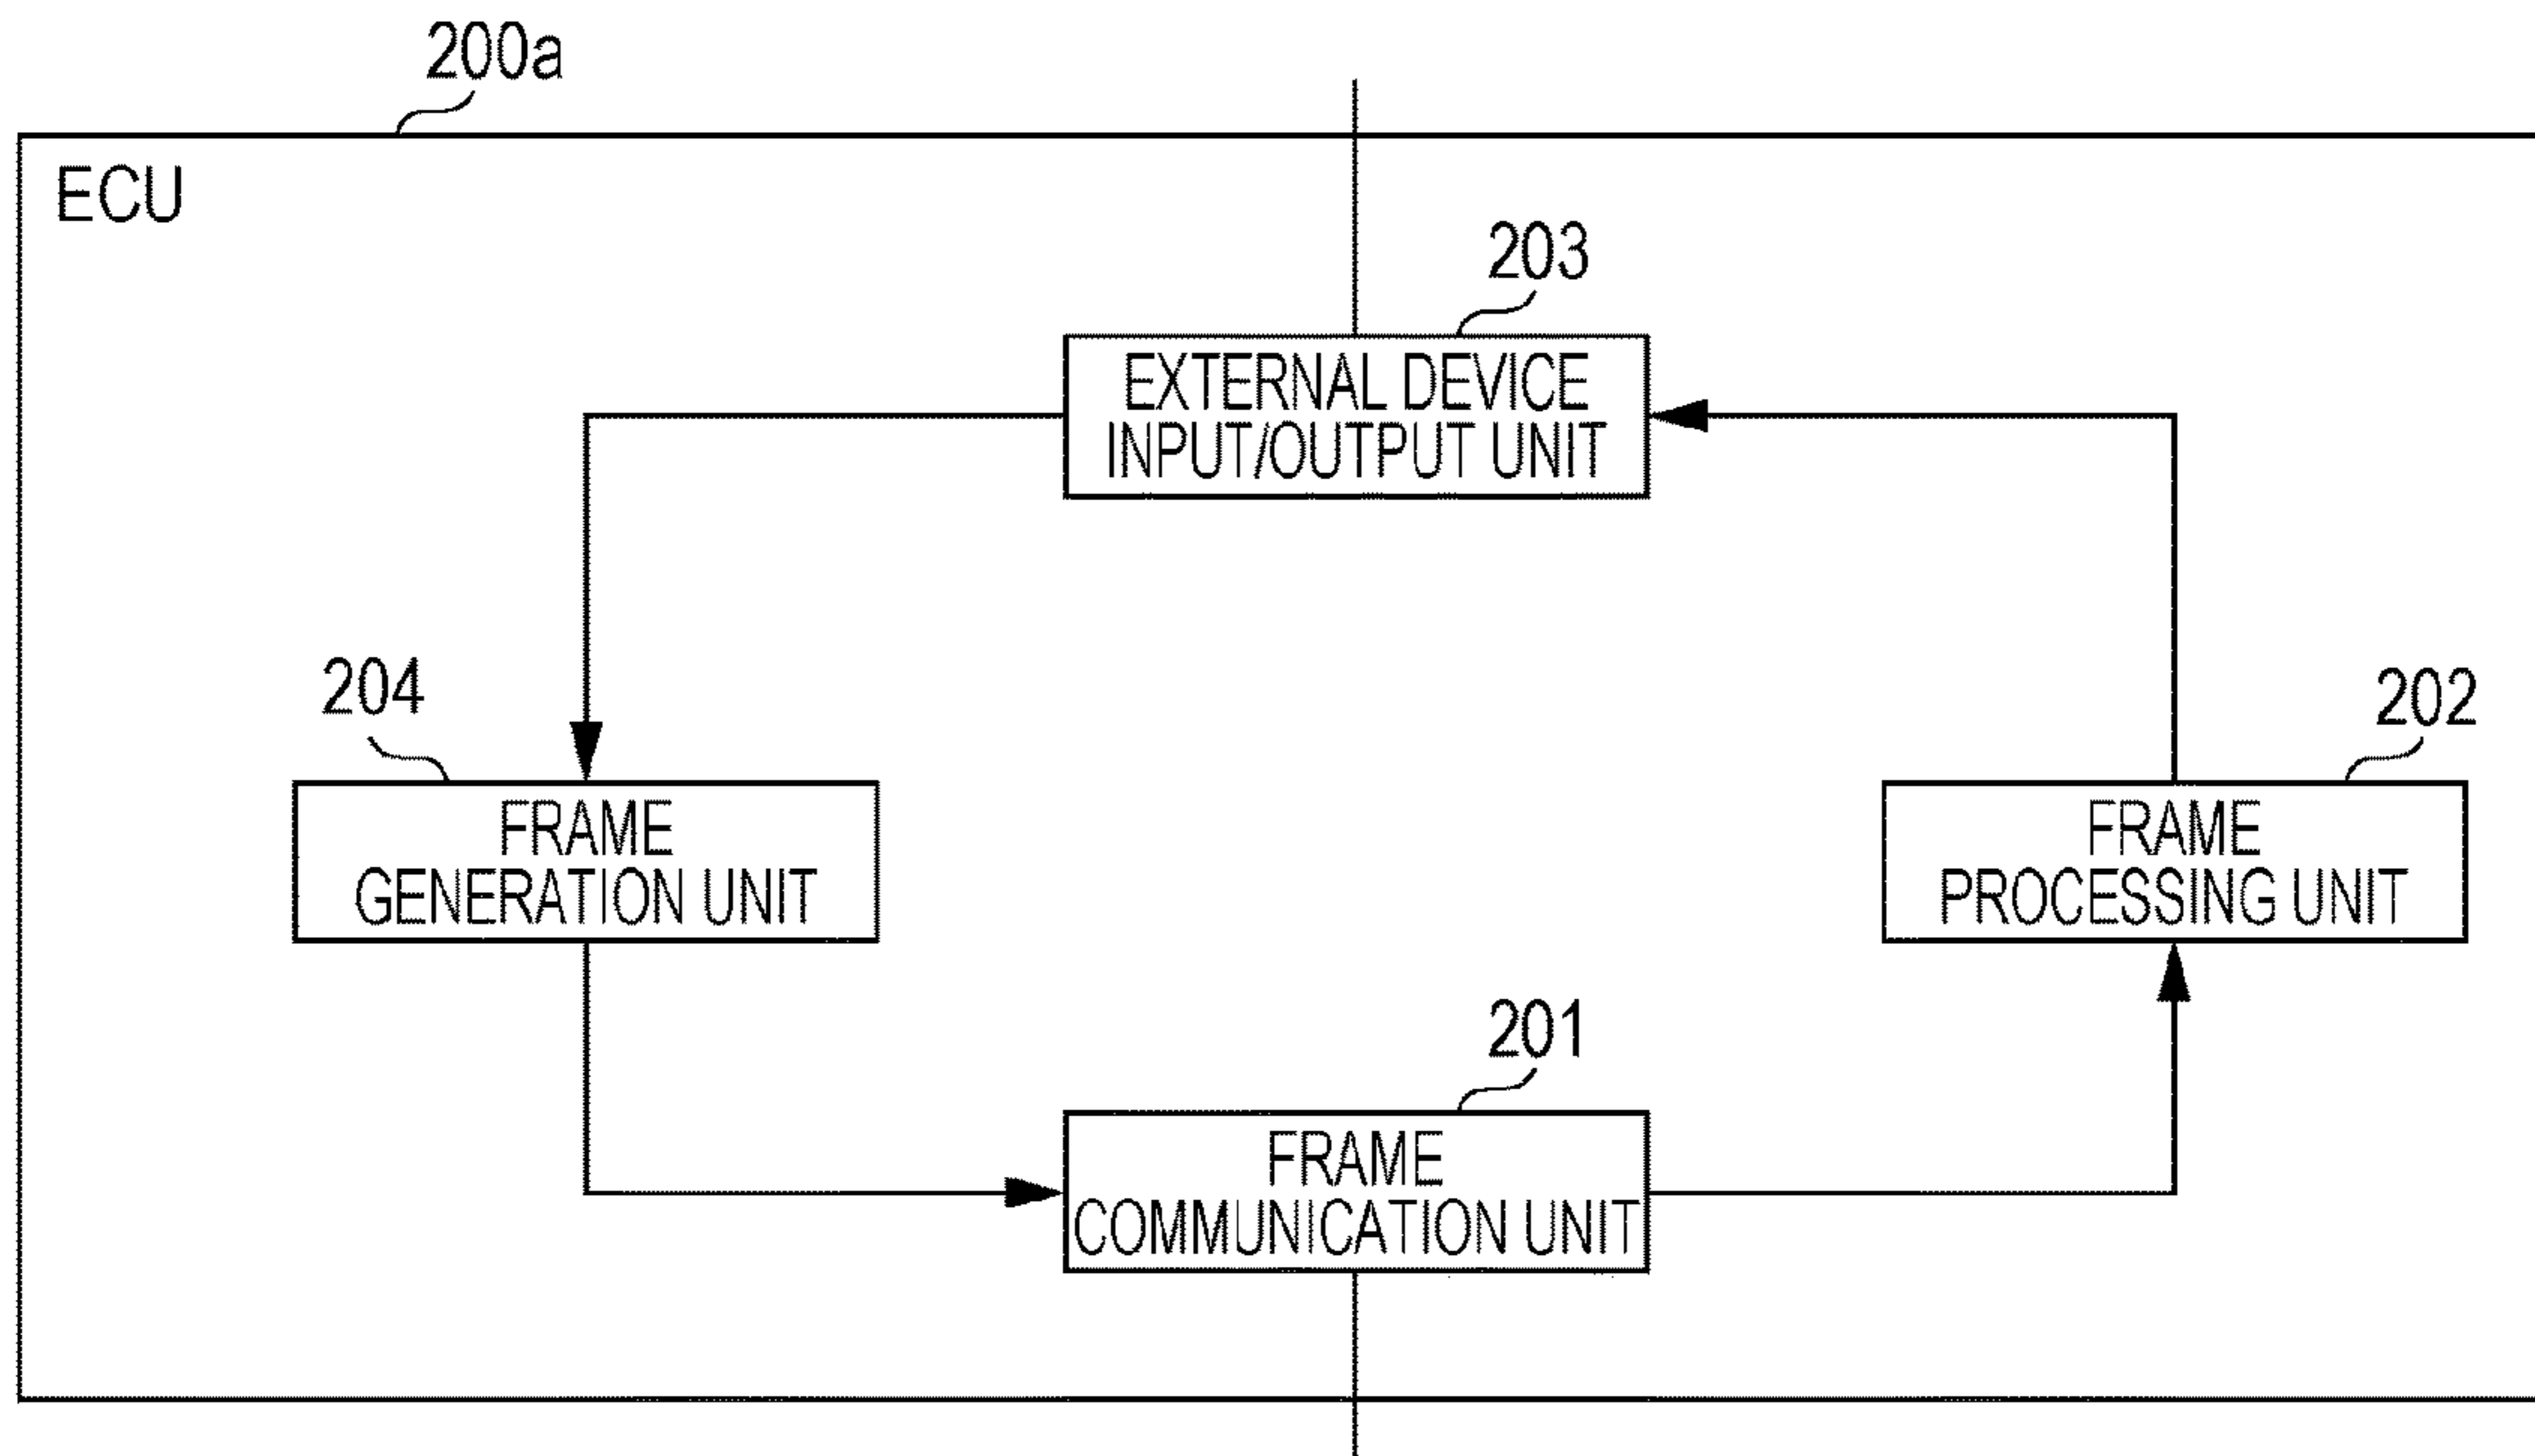 200a
ECU
203
EXTERNAL DEVICE
INPUT/OUTPUT UNIT
204
FRAME
GENERATION UNIT
202
FRAME
PROCESSING UNIT
201
FRAME
COMMUNICATION UNIT